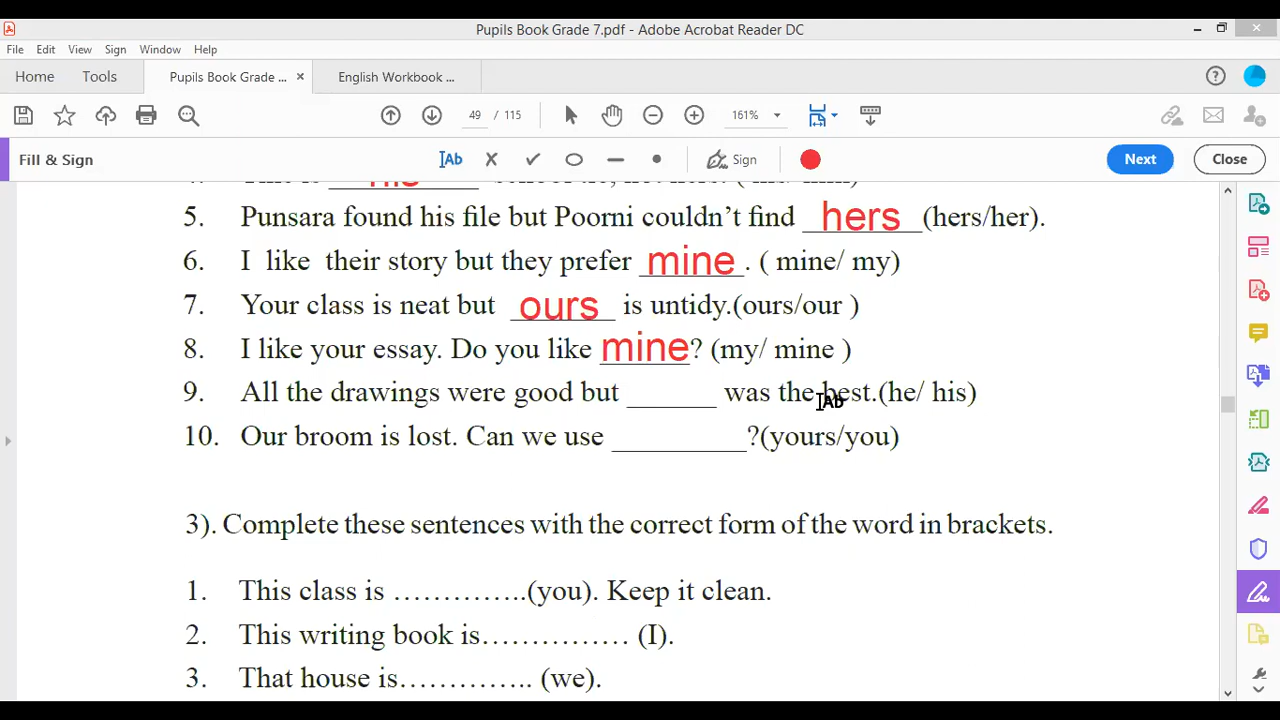 Pupils Book Grade 7.pdf - Adobe Acrobat Reader DC
File Edit View Sign Window Help
Home Tools Pupils Book Grade ... × English Workbook ...
49 / 115 161%
Fill & Sign Ab Sign Next Close
5. Punsara found his file but Poorni couldn't find hers (hers/her).
6. I like their story but they prefer mine . ( mine/ my)
7. Your class is neat but ours is untidy.(ours/our )
8. I like your essay. Do you like mine? (my/ mine )
9. All the drawings were good but _______ was the best.(he/ his)
10. Our broom is lost. Can we use __________ ?(yours/you)
3). Complete these sentences with the correct form of the word in brackets.
1. This class is …………..(you). Keep it clean.
2. This writing book is…………… (I).
3. That house is………….. (we).